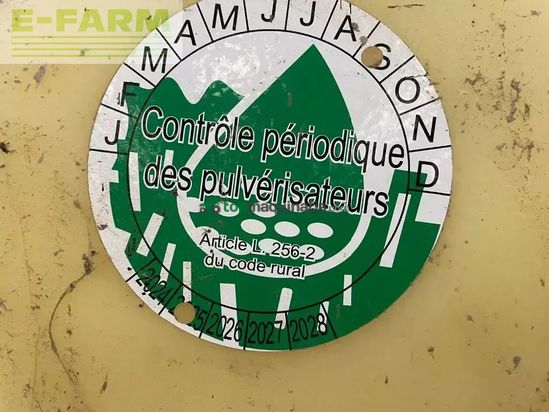 E-FARM
J F M A M J J A S O N D
Contrôle périodique
des pulvérisateurs
Article L. 256-2
du code rural
2024 2025 2026 2027 2028